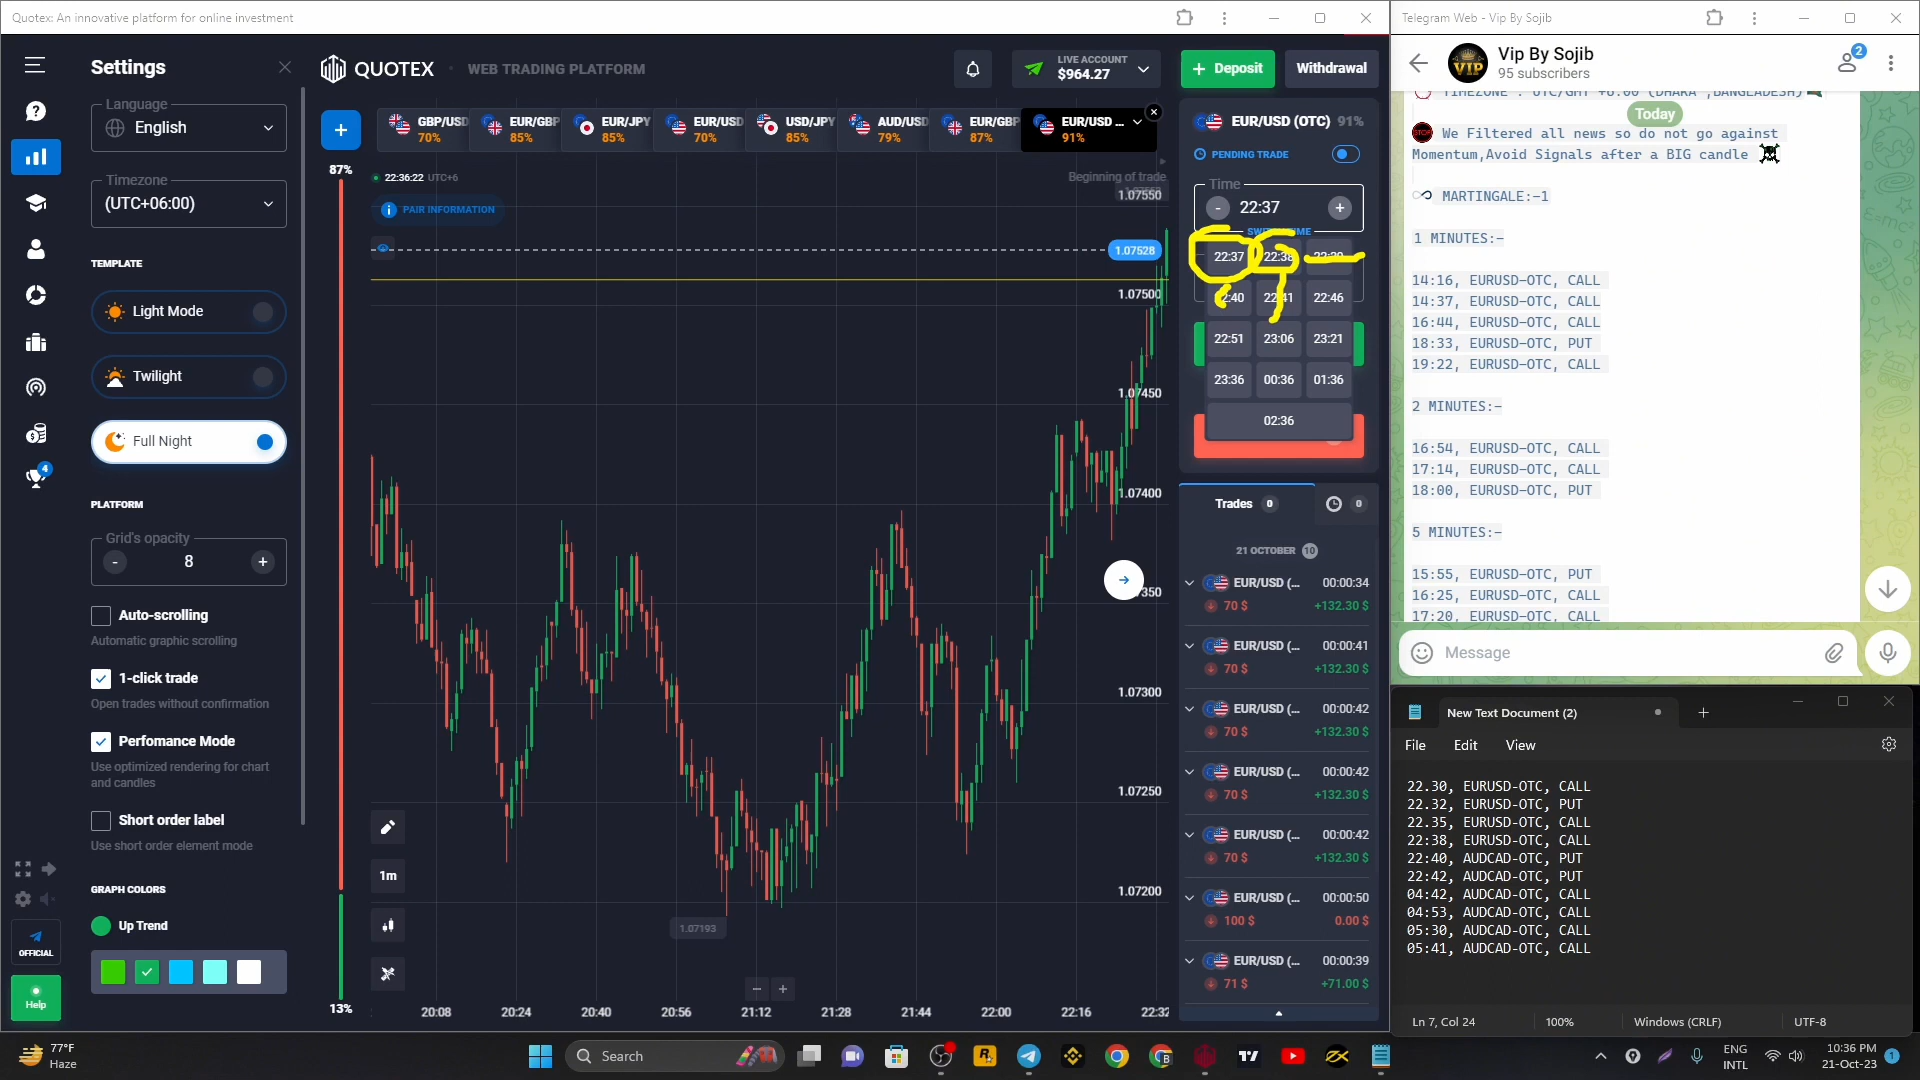 Quotex: An innovative platform for online investment
Settings
Language
English
Timezone
(UTC+06:00)
TEMPLATE
Light Mode
Twilight
Full Night
PLATFORM
Grid's opacity
- 8 +
Auto-scrolling
Automatic graphic scrolling
1-click trade
Open trades without confirmation
Perfomance Mode
Use optimized rendering for chart
and candles
Short order label
Use short order element mode
GRAPH COLORS
Up Trend
4
OFFICIAL
Help
QUOTEX
WEB TRADING PLATFORM
LIVE ACCOUNT
$964.27
+ Deposit
Withdrawal
+
GBP/USD
70%
EUR/GBP
85%
EUR/JPY
85%
EUR/USD
70%
USD/JPY
85%
AUD/USD
79%
EUR/GBP
87%
EUR/USD ...
91%
87%
22:36:22 UTC+6
PAIR INFORMATION
Beginning of trade
1.07550
1.07528
1.07500
1.07450
1.07400
1.07300
1.07250
1.07200
1.07193
1m
13%
20:08 20:24 20:40 20:56 21:12 21:28 21:44 22:00 22:16 22:32
EUR/USD (OTC) 91%
PENDING TRADE
Time
- 22:37 +
22:37 22:38
22:46
22:51 23:06 23:21
23:36 00:36 01:36
02:36
Trades 0
0
21 OCTOBER 10
EUR/USD (... 00:00:34
70 $ +132.30 $
EUR/USD (... 00:00:41
70 $ +132.30 $
EUR/USD (... 00:00:42
70 $ +132.30 $
EUR/USD (... 00:00:42
70 $ +132.30 $
EUR/USD (... 00:00:42
70 $ +132.30 $
EUR/USD (... 00:00:50
100 $ 0.00 $
EUR/USD (... 00:00:39
71 $ +71.00 $
Telegram Web - Vip By Sojib
VIP
Vip By Sojib
95 subscribers
2
TIMEZONE : UTC/GMT +6:00 (DHAKA ,BANGLADESH)
Today
We Filtered all news so do not go against
Momentum,Avoid Signals after a BIG candle
MARTINGALE:-1
1 MINUTES:-
14:16, EURUSD-OTC, CALL
14:37, EURUSD-OTC, CALL
16:44, EURUSD-OTC, CALL
18:33, EURUSD-OTC, PUT
19:22, EURUSD-OTC, CALL
2 MINUTES:-
16:54, EURUSD-OTC, CALL
17:14, EURUSD-OTC, CALL
18:00, EURUSD-OTC, PUT
5 MINUTES:-
15:55, EURUSD-OTC, PUT
16:25, EURUSD-OTC, CALL
17:20, EURUSD-OTC, CALL
Message
New Text Document (2)
File Edit View
22.30, EURUSD-OTC, CALL
22.32, EURUSD-OTC, PUT
22.35, EURUSD-OTC, CALL
22:38, EURUSD-OTC, CALL
22:40, AUDCAD-OTC, PUT
22:42, AUDCAD-OTC, PUT
04:42, AUDCAD-OTC, CALL
04:53, AUDCAD-OTC, CALL
05:30, AUDCAD-OTC, CALL
05:41, AUDCAD-OTC, CALL
Ln 7, Col 24 100% Windows (CRLF) UTF-8
77°F
Haze
Search
ENG
INTL
10:36 PM
21-Oct-23
1